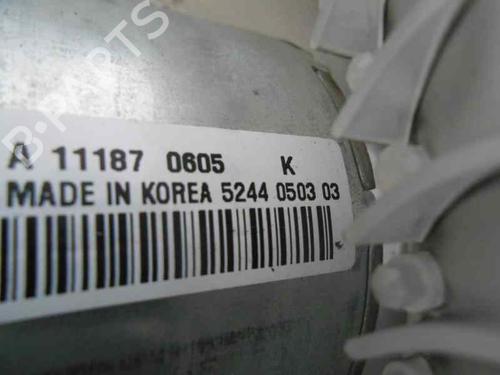 B-PARTS
A 11187 0605 K
MADE IN KOREA 5244 0503 03